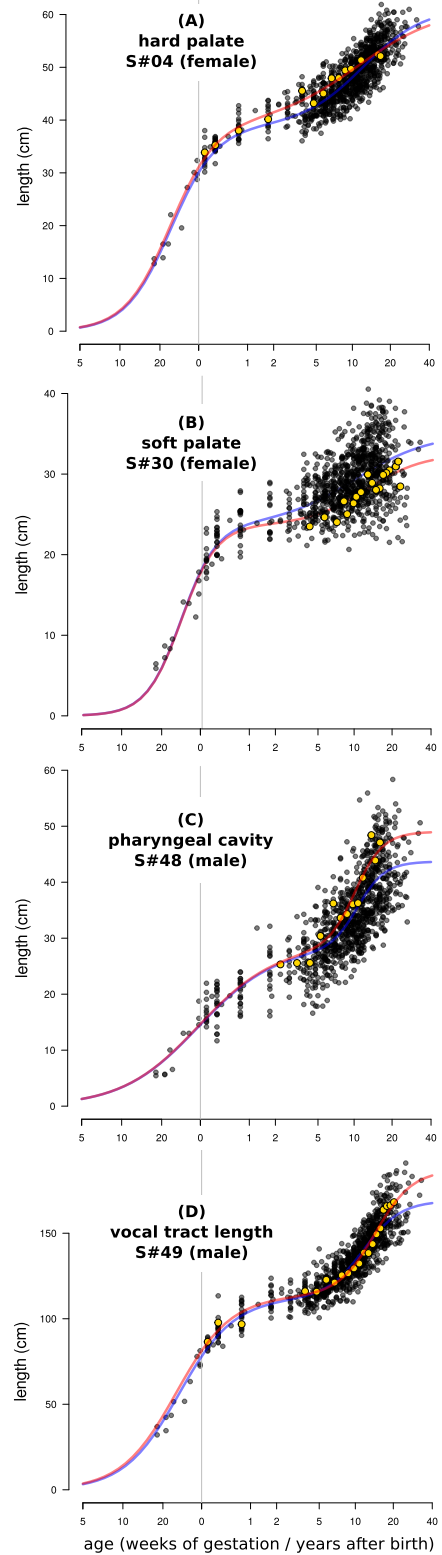 (A)
hard palate
S#04 (female)
60
50
40
30
20
10
0
length (cm)
5 10 20 0 1 2 5 10 20 40
(B)
soft palate
S#30 (female)
40
30
20
10
0
length (cm)
5 10 20 0 1 2 5 10 20 40
(C)
pharyngeal cavity
S#48 (male)
60
50
40
30
20
10
0
length (cm)
5 10 20 0 1 2 5 10 20 40
(D)
vocal tract length
S#49 (male)
150
100
50
0
length (cm)
5 10 20 0 1 2 5 10 20 40
age (weeks of gestation / years after birth)